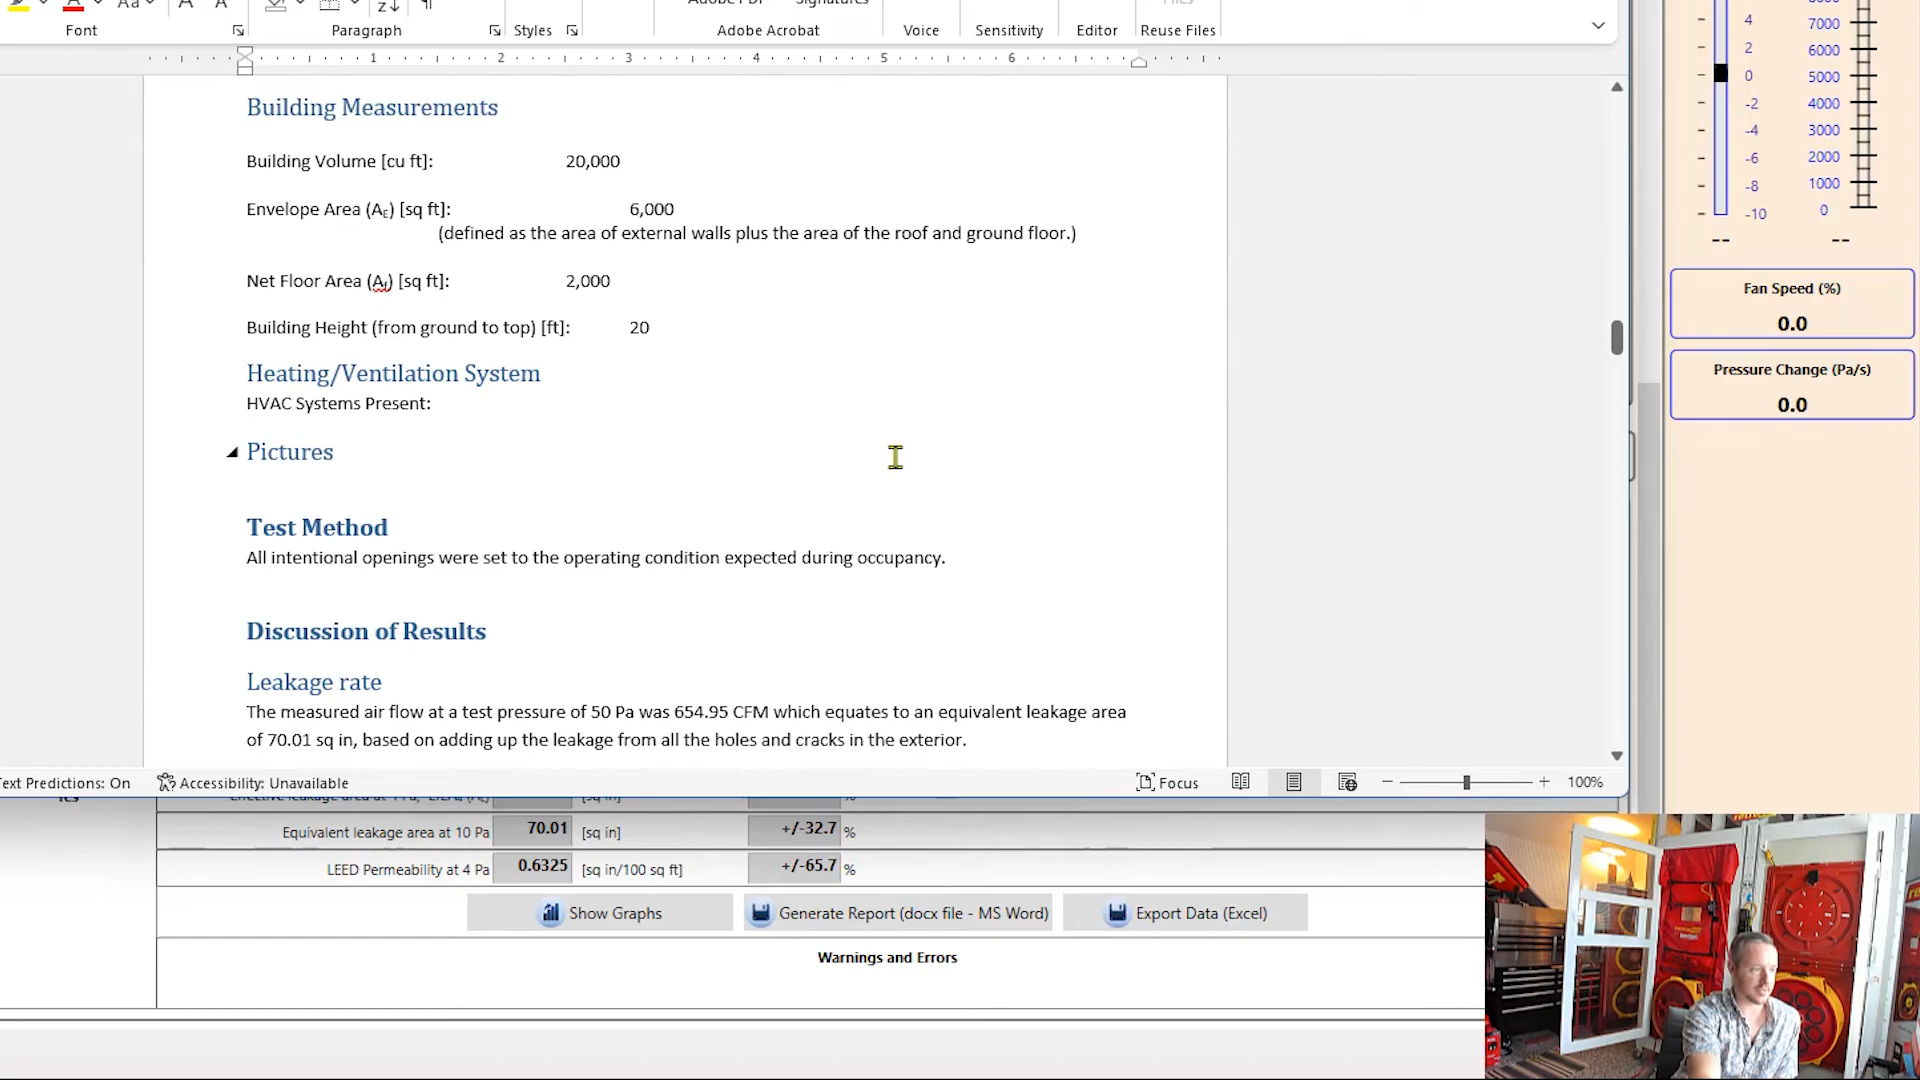 Font
Paragraph
Styles
Adobe Acrobat
Voice
Sensitivity
Editor
Reuse Files
1 2 3 4 5 6
Building Measurements
Building Volume [cu ft]: 20,000
Envelope Area (AE) [sq ft]: 6,000
(defined as the area of external walls plus the area of the roof and ground floor.)
Net Floor Area (Af) [sq ft]: 2,000
Building Height (from ground to top) [ft]: 20
Heating/Ventilation System
HVAC Systems Present:
Pictures
Test Method
All intentional openings were set to the operating condition expected during occupancy.
Discussion of Results
Leakage rate
The measured air flow at a test pressure of 50 Pa was 654.95 CFM which equates to an equivalent leakage area
of 70.01 sq in, based on adding up the leakage from all the holes and cracks in the exterior.
Text Predictions: On
Accessibility: Unavailable
Focus
100%
4 7000
2 6000
0 5000
-2 4000
-4 3000
-6 2000
-8 1000
-10 0
-- --
Fan Speed (%)
0.0
Pressure Change (Pa/s)
0.0
Equivalent leakage area at 10 Pa 70.01 [sq in] +/-32.7 %
LEED Permeability at 4 Pa 0.6325 [sq in/100 sq ft] +/-65.7 %
Show Graphs
Generate Report (docx file - MS Word)
Export Data (Excel)
Warnings and Errors